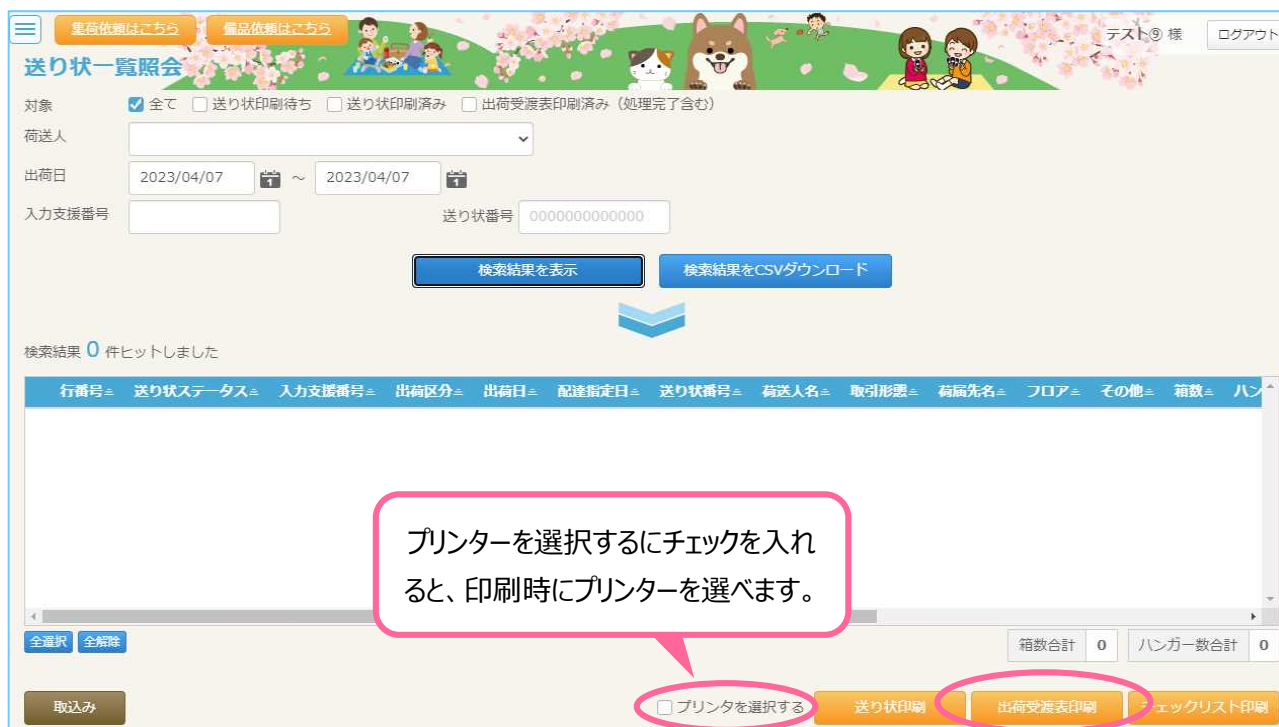 集荷依頼はこちら 備品依頼はこちら
テスト⑨ 様 ログアウト
送り状一覧照会
対象 全て 送り状印刷待ち 送り状印刷済み 出荷受渡表印刷済み（処理完了含む）
荷送人
出荷日 2023/04/07 ～ 2023/04/07
入力支援番号 送り状番号 0000000000000
検索結果を表示 検索結果をCSVダウンロード
検索結果 0 件ヒットしました
行番号 送り状ステータス 入力支援番号 出荷区分 出荷日 配達指定日 送り状番号 荷送人名 取引形態 荷届先名 フロア その他 箱数 ハン
プリンターを選択するにチェックを入れ
ると、印刷時にプリンターを選べます。
全選択 全解除 箱数合計 0 ハンガー数合計 0
取込み プリンタを選択する 送り状印刷 出荷受渡表印刷 チェックリスト印刷